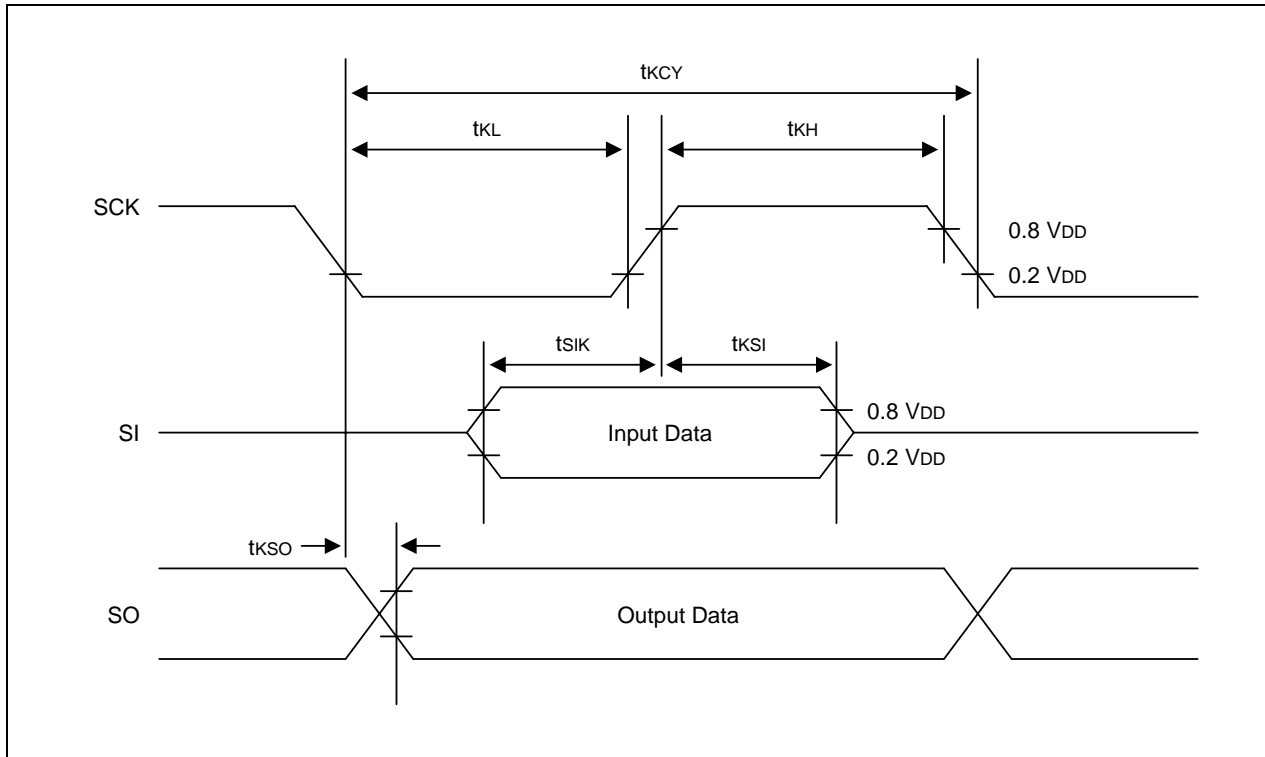 tKCY
tKL
tKH
SCK
0.8 VDD
0.2 VDD
tSIK
tKSI
SI
Input Data
0.8 VDD
0.2 VDD
tKSO
SO
Output Data